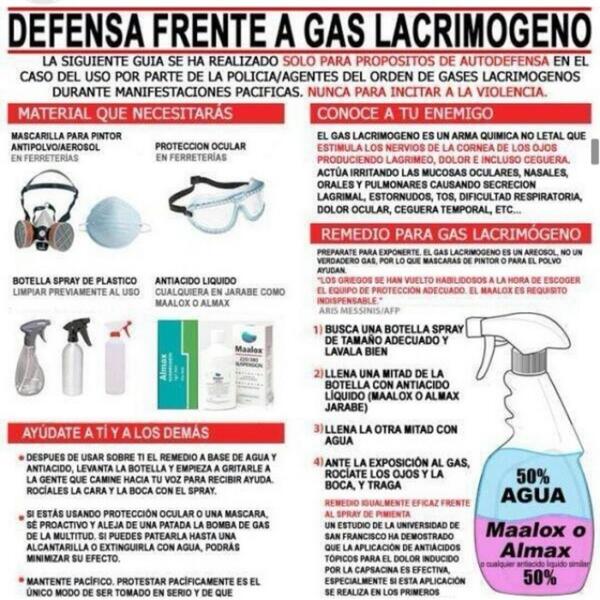 DEFENSA FRENTE A GAS LACRIMOGENO
LA SIGUIENTE GUIA SE HA REALIZADO SOLO PARA PROPOSITOS DE AUTODEFENSA EN EL
CASO DEL USO POR PARTE DE LA POLICIA/AGENTES DEL ORDEN DE GASES LACRIMOGENOS
DURANTE MANIFESTACIONES PACIFICAS. NUNCA PARA INCITAR A LA VIOLENCIA.
MATERIAL QUE NECESITARÁS
MASCARILLA PARA PINTOR
ANTIPOLVO/AEROSOL
EN FERRETERÍAS
PROTECCION OCULAR
EN FERRETERÍAS
BOTELLA SPRAY DE PLASTICO
LIMPIAR PREVIAMENTE AL USO
ANTIACIDO LIQUIDO
CUALQUIERA EN JARABE COMO
MAALOX O ALMAX
Almax
Maalox
SUSPENSION
AYÚDATE A TÍ Y A LOS DEMÁS
• DESPUES DE USAR SOBRE TI EL REMEDIO A BASE DE AGUA Y
ANTIACIDO, LEVANTA LA BOTELLA Y EMPIEZA A GRITARLE A
LA GENTE QUE CAMINE HACIA TU VOZ PARA RECIBIR AYUDA.
ROCÍALES LA CARA Y LA BOCA CON EL SPRAY.
• SI ESTÁS USANDO PROTECCIÓN OCULAR O UNA MASCARA,
SÉ PROACTIVO Y ALEJA DE UNA PATADA LA BOMBA DE GAS
DE LA MULTITUD. SI PUEDES PATEARLA HASTA UNA
ALCANTARILLA O EXTINGUIRLA CON AGUA, PODRÁS
MINIMIZAR SU EFECTO.
• MANTENTE PACÍFICO. PROTESTAR PACÍFICAMENTE ES EL
ÚNICO MODO DE SER TOMADO EN SERIO Y DE QUE
CONOCE A TU ENEMIGO
EL GAS LACRIMOGENO ES UN ARMA QUIMICA NO LETAL QUE
ESTIMULA LOS NERVIOS DE LA CORNEA DE LOS OJOS
PRODUCIENDO LAGRIMEO, DOLOR E INCLUSO CEGUERA.
ACTÚA IRRITANDO LAS MUCOSAS OCULARES, NASALES,
ORALES Y PULMONARES CAUSANDO SECRECION
LAGRIMAL, ESTORNUDOS, TOS, DIFICULTAD RESPIRATORIA,
DOLOR OCULAR, CEGUERA TEMPORAL, ETC...
REMEDIO PARA GAS LACRIMÓGENO
PREPARATE PARA EXPONERTE. EL GAS LACRIMOGENO ES UN AREOSOL, NO UN
VERDADERO GAS, POR LO QUE MASCARAS DE PINTOR O PARA EL POLVO
AYUDAN.
"LOS GRIEGOS SE HAN VUELTO HABILIDOSOS A LA HORA DE ESCOGER
EL EQUIPO DE PROTECCIÓN ADECUADO. EL MAALOX ES REQUISITO
INDISPENSABLE."
ARIS MESSINIS/AFP
1) BUSCA UNA BOTELLA SPRAY
DE TAMAÑO ADECUADO Y
LAVALA BIEN
2) LLENA UNA MITAD DE LA
BOTELLA CON ANTIACIDO
LÍQUIDO (MAALOX O ALMAX
JARABE)
3) LLENA LA OTRA MITAD CON
AGUA
4) ANTE LA EXPOSICIÓN AL GAS,
ROCÍATE LOS OJOS Y LA
BOCA, Y TRAGA
REMEDIO IGUALMENTE EFICAZ FRENTE
AL SPRAY DE PIMIENTA
UN ESTUDIO DE LA UNIVERSIDAD DE
SAN FRANCISCO HA DEMOSTRADO
QUE LA APLICACIÓN DE ANTIÁCIDOS
TÓPICOS PARA EL DOLOR INDUCIDO
POR LA CAPSACINA ES EFECTIVA,
ESPECIALMENTE SI ESTA APLICACIÓN
SE REALIZA EN LOS PRIMEROS
50%
AGUA
Maalox o
Almax
o cualquier antiacido liquido similar
50%